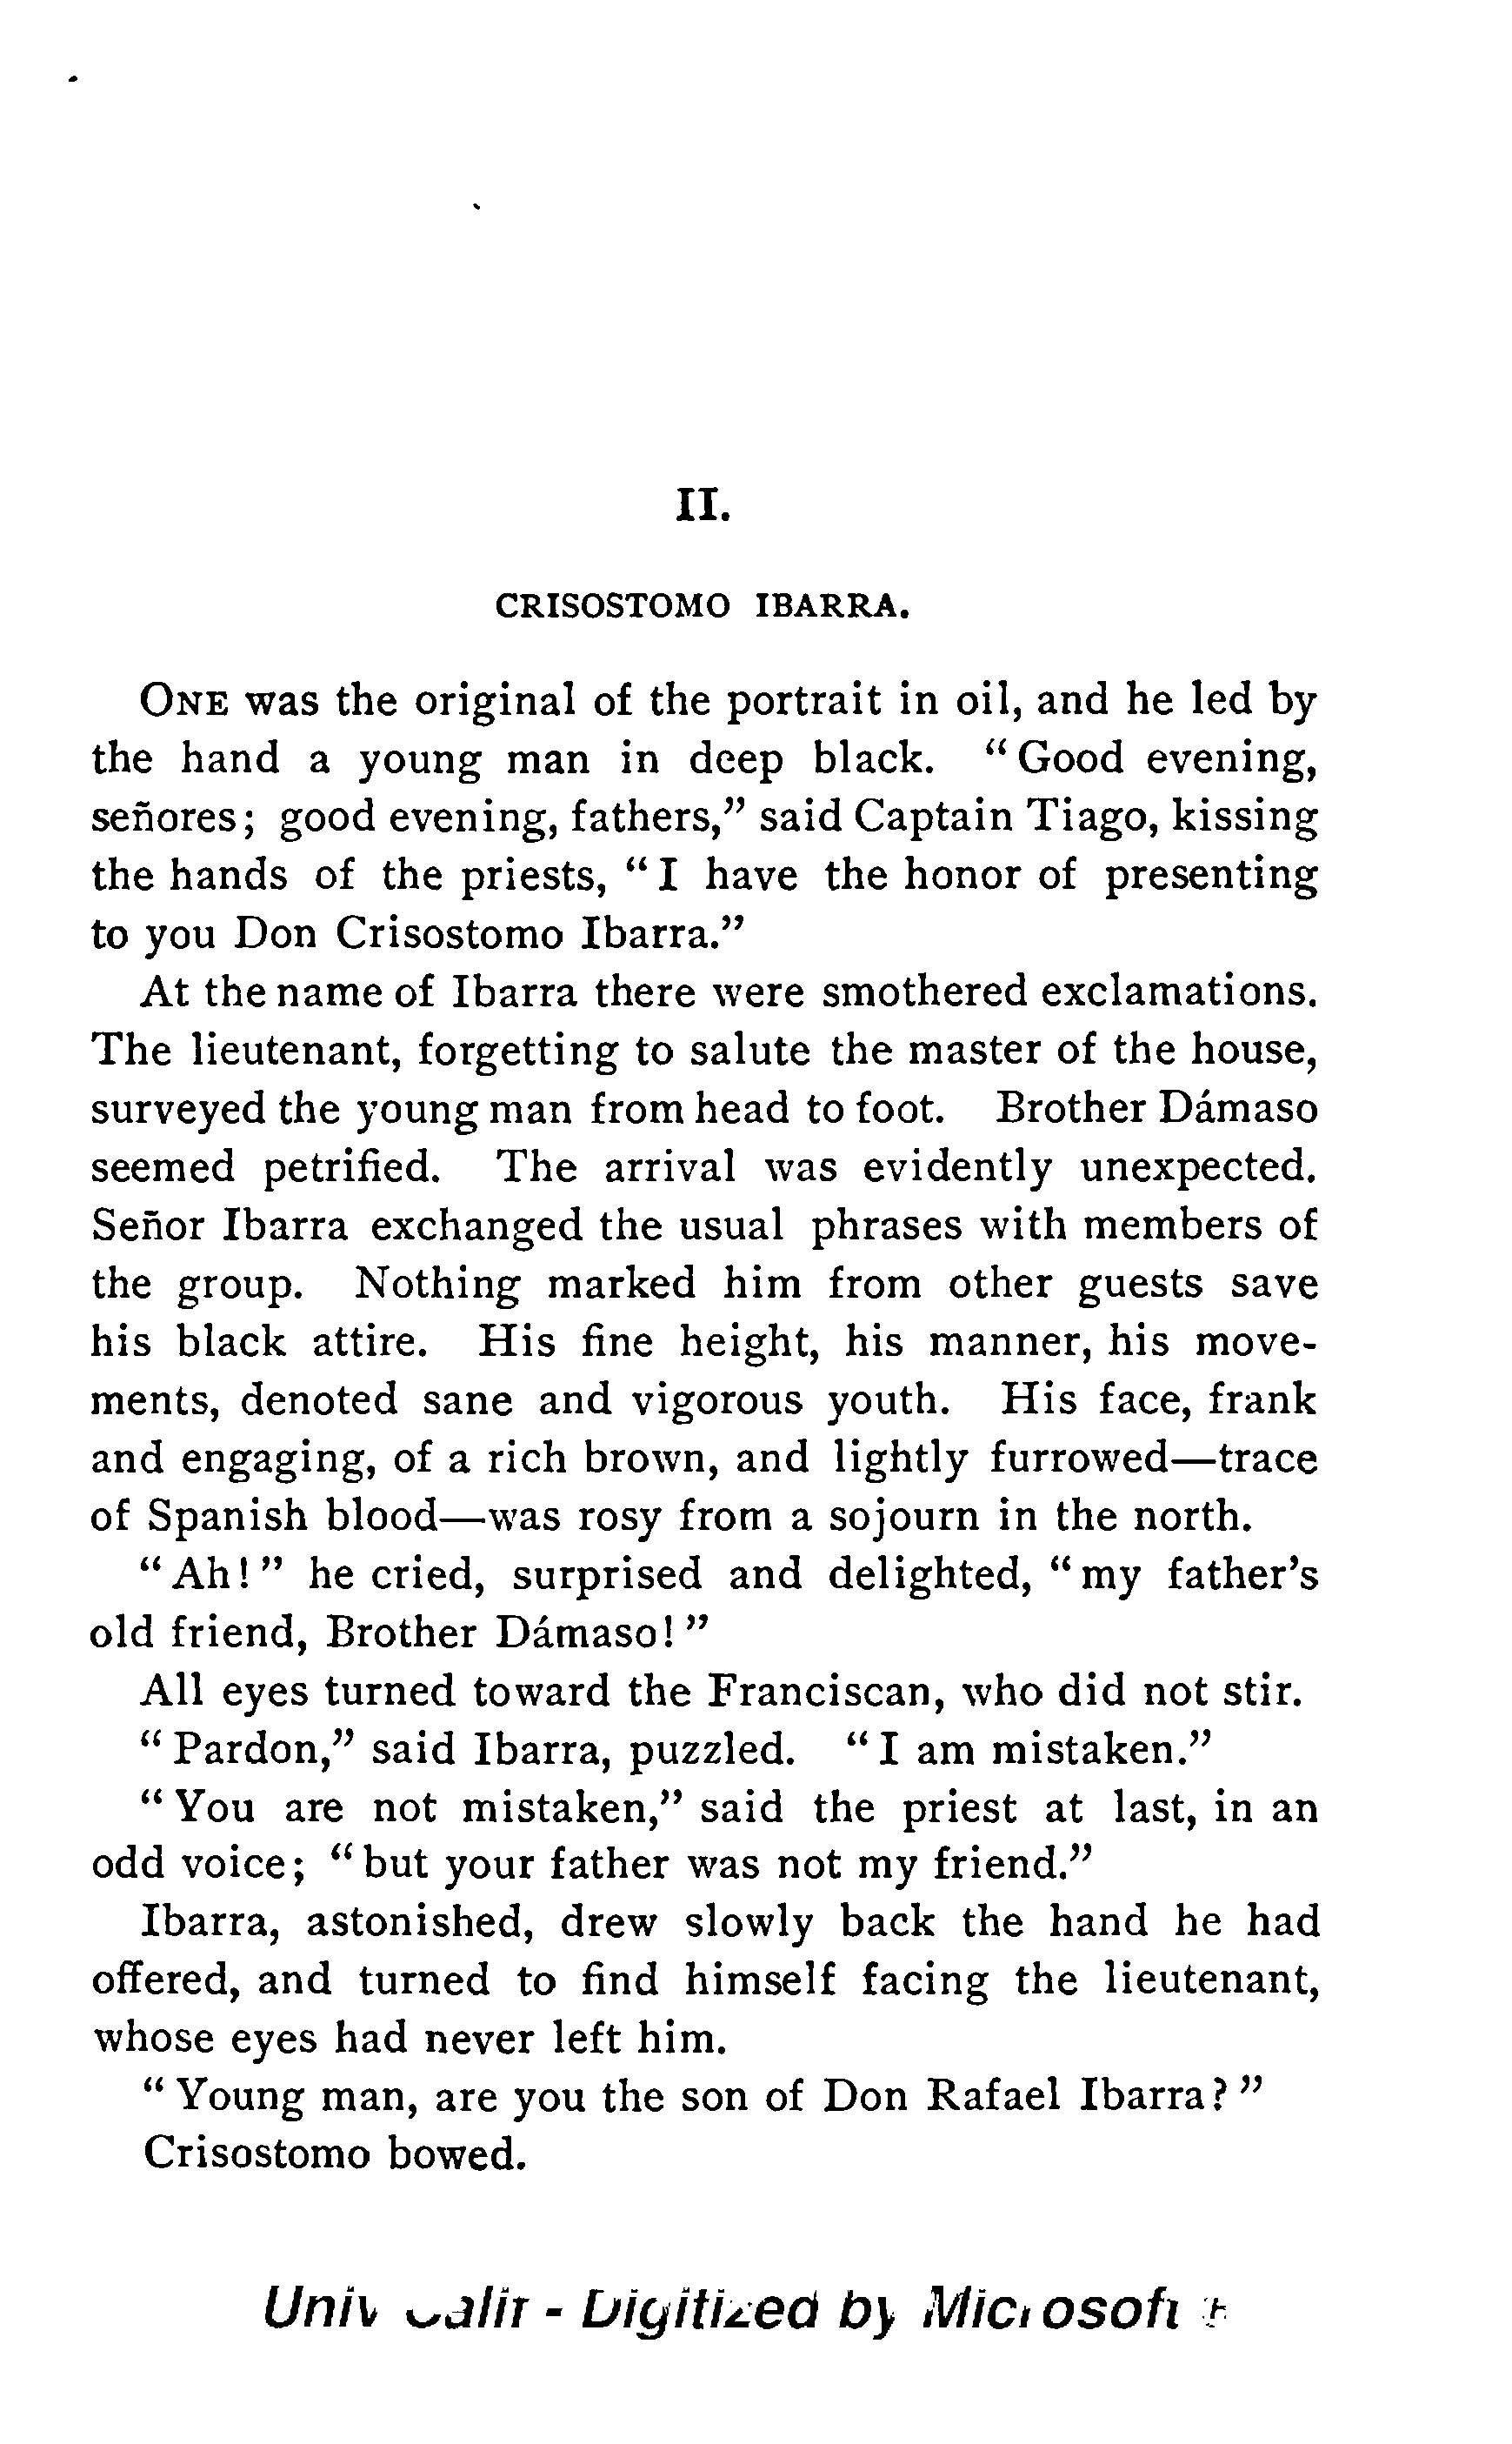 II.
CRISOSTOMO IBARRA.
ONE was the original of the portrait in oil, and he led by
the hand a young man in deep black. “Good evening,
señores; good evening, fathers,” said Captain Tiago, kissing
the hands of the priests, “I have the honor of presenting
to you Don Crisostomo Ibarra.”
At the name of Ibarra there were smothered exclamations.
The lieutenant, forgetting to salute the master of the house,
surveyed the young man from head to foot. Brother Dámaso
seemed petrified. The arrival was evidently unexpected.
Señor Ibarra exchanged the usual phrases with members of
the group. Nothing marked him from other guests save
his black attire. His fine height, his manner, his move-
ments, denoted sane and vigorous youth. His face, frank
and engaging, of a rich brown, and lightly furrowed—trace
of Spanish blood—was rosy from a sojourn in the north.
“Ah!” he cried, surprised and delighted, “my father’s
old friend, Brother Dámaso!”
All eyes turned toward the Franciscan, who did not stir.
“Pardon,” said Ibarra, puzzled. “I am mistaken.”
“You are not mistaken,” said the priest at last, in an
odd voice; “but your father was not my friend.”
Ibarra, astonished, drew slowly back the hand he had
offered, and turned to find himself facing the lieutenant,
whose eyes had never left him.
“Young man, are you the son of Don Rafael Ibarra?”
Crisostomo bowed.
Univ Calif - Digitized by Microsoft ®